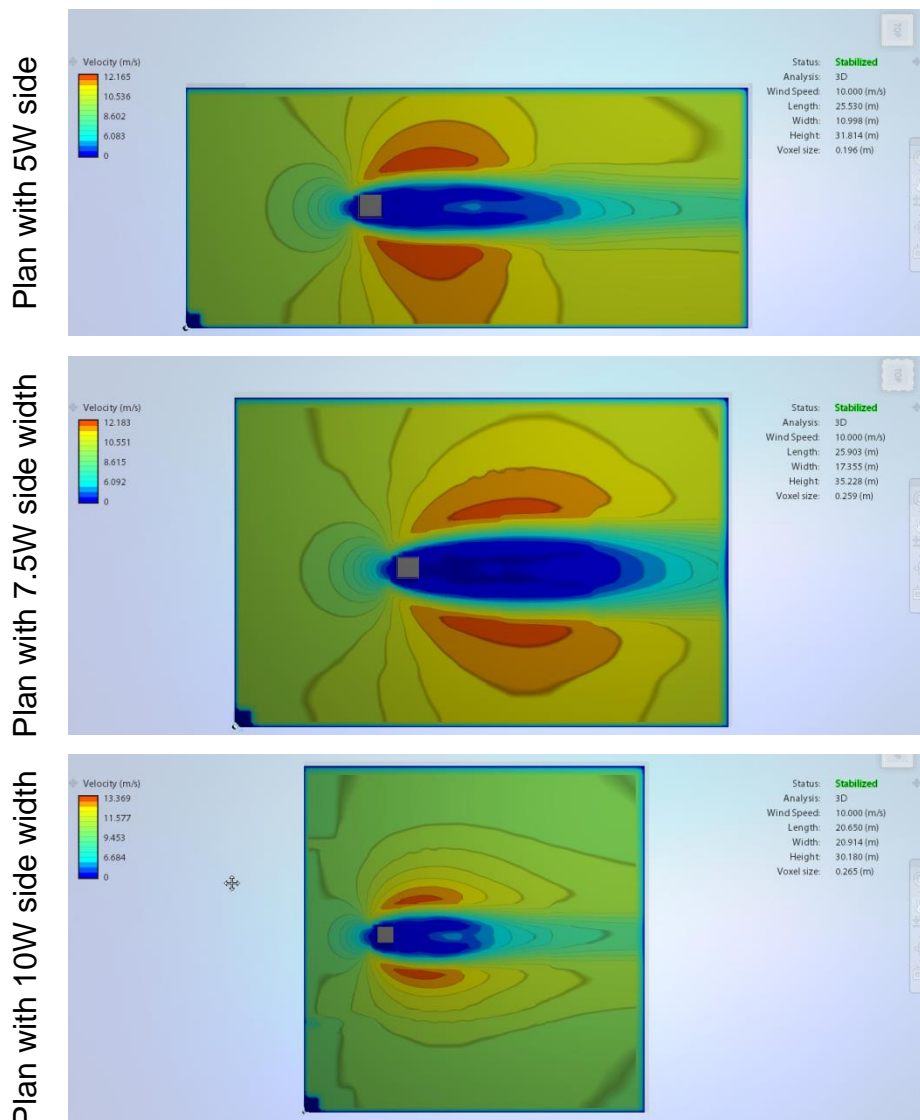 Plan with 5W side
Velocity (m/s)
12.165
10.536
8.602
6.083
0
TOP
Status: Stabilized
Analysis: 3D
Wind Speed: 10.000 (m/s)
Length: 25.530 (m)
Width: 10.998 (m)
Height: 31.814 (m)
Voxel size: 0.196 (m)
Plan with 7.5W side width
Velocity (m/s)
12.183
10.551
8.615
6.092
0
TOP
Status: Stabilized
Analysis: 3D
Wind Speed: 10.000 (m/s)
Length: 25.903 (m)
Width: 17.355 (m)
Height: 35.228 (m)
Voxel size: 0.259 (m)
Plan with 10W side width
Velocity (m/s)
13.369
11.577
9.453
6.684
0
Status: Stabilized
Analysis: 3D
Wind Speed: 10.000 (m/s)
Length: 20.650 (m)
Width: 20.914 (m)
Height: 30.180 (m)
Voxel size: 0.265 (m)